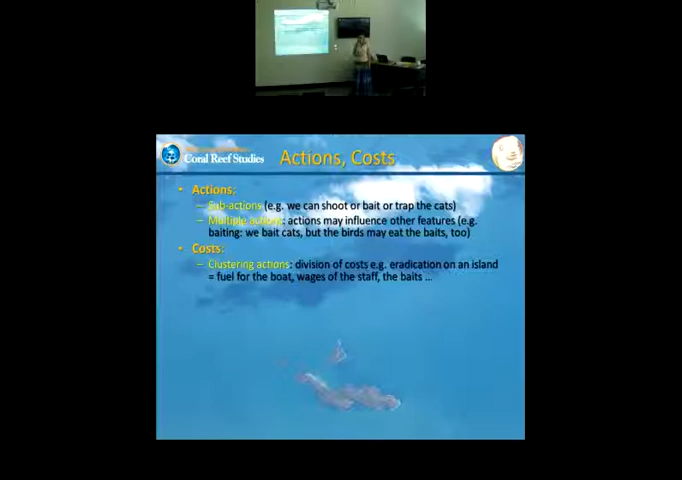 Coral Reef Studies
Actions, Costs
• Actions:
– Sub-actions (e.g. we can shoot or bait or trap the cats)
– Multiple actions: actions may influence other features (e.g.
baiting: we bait cats, but the birds may eat the baits, too)
• Costs:
– Clustering actions: division of costs e.g. eradication on an island
= fuel for the boat, wages of the staff, the baits ...